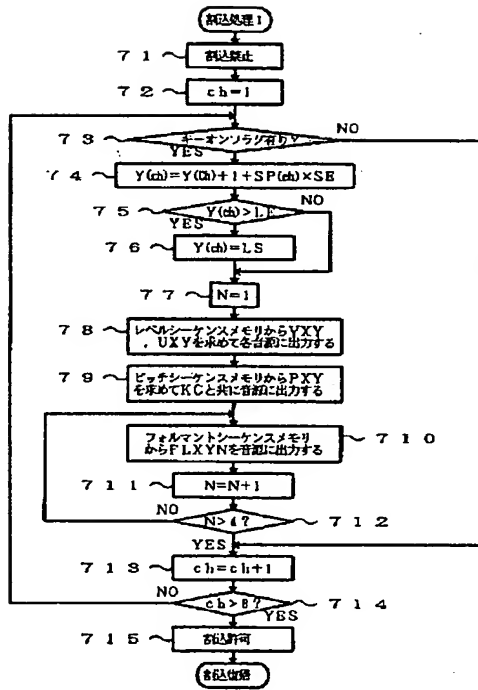 割込処理1
71 割込禁止
72 ch=1
73 キーオンフラグ有り? NO
YES
74 Y(ch)=Y(ch)+1+SP(ch)×SE
75 Y(ch)>LE NO
YES
76 Y(ch)=LS
77 N=1
78 レベルシーケンスメモリからVXY
，UXYを求めて各音源に出力する
79 ピッチシーケンスメモリからPXY
を求めてKCと共に音源に出力する
フォルマントシーケンスメモリ 710
からFLXYNを音源に出力する
711 N=N+1
NO N>4? 712
YES
713 ch=ch+1
NO ch>8? 714
YES
715 割込許可
割込復帰